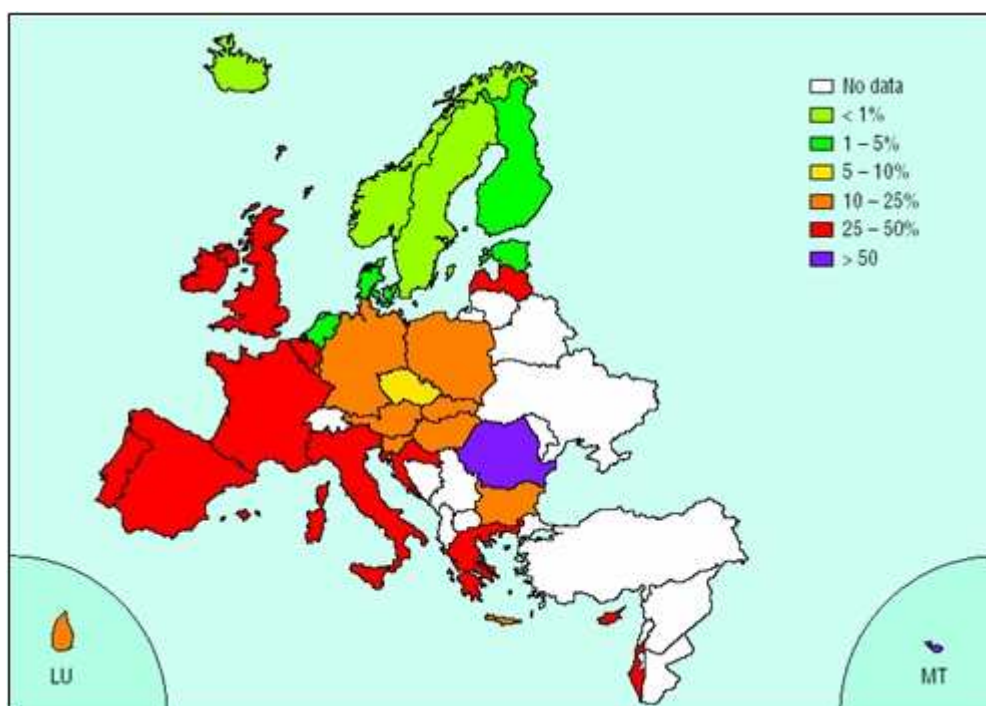 No data
< 1%
1 – 5%
5 – 10%
10 – 25%
25 – 50%
> 50
LU
MT